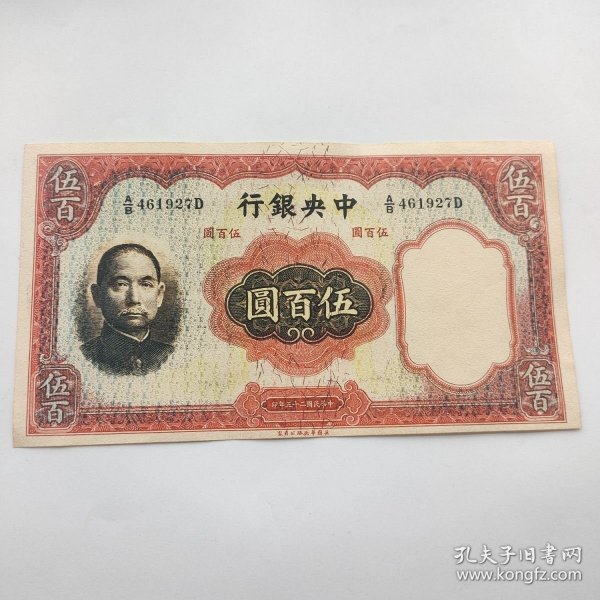 伍百 伍百
A/B 461927D 行銀央中 A/B 461927D
圓百伍 圓百伍
圓百伍
伍百 伍百
印年三十二國民華中
孔夫子旧书网
www.kongfz.com